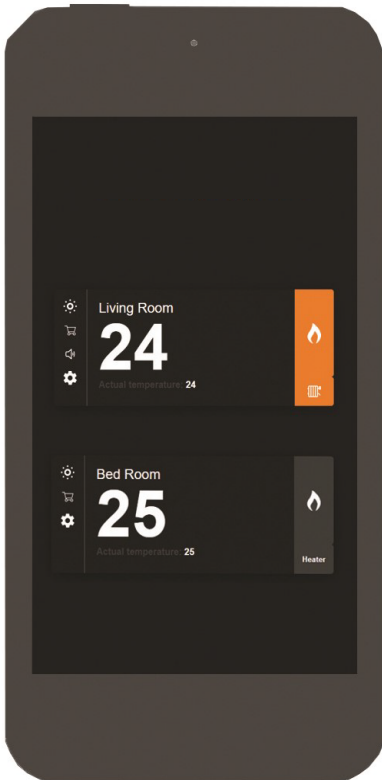 Living Room
24
Actual temperature: 24
Bed Room
25
Actual temperature: 25
Heater